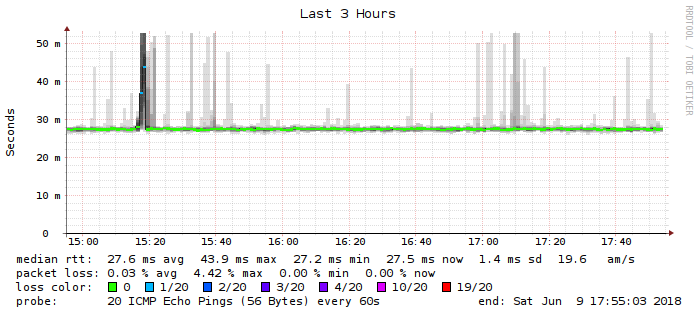 Last 3 Hours
RRDTOOL / TOBI OETIKER
Seconds
50 m
40 m
30 m
20 m
10 m
0
15:00 15:20 15:40 16:00 16:20 16:40 17:00 17:20 17:40
median rtt: 27.6 ms avg 43.9 ms max 27.2 ms min 27.5 ms now 1.4 ms sd 19.6 am/s
packet loss: 0.03 % avg 4.42 % max 0.00 % min 0.00 % now
loss color: 0 1/20 2/20 3/20 4/20 10/20 19/20
probe: 20 ICMP Echo Pings (56 Bytes) every 60s end: Sat Jun 9 17:55:03 2018